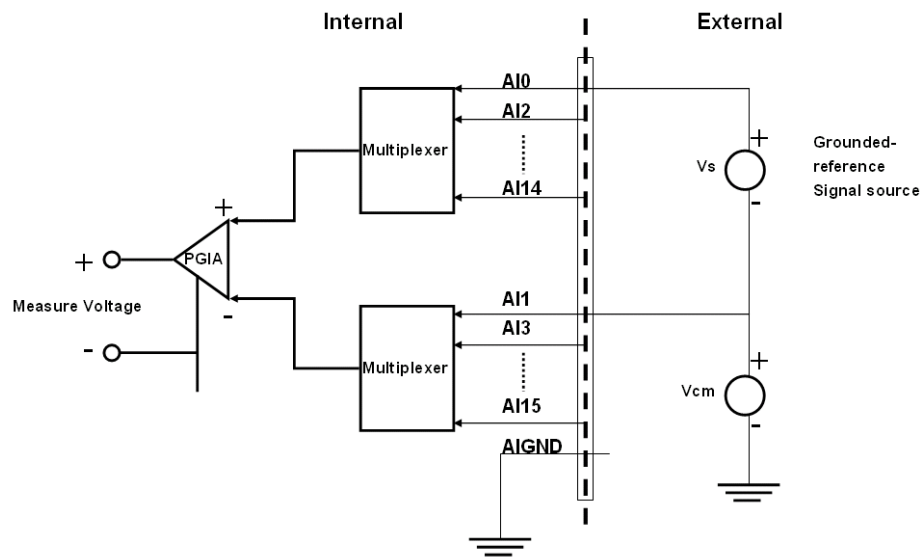 Internal
External
AI0
AI2
Multiplexer
AI14
+
Vs
-
Grounded-
reference
Signal source
+
PGIA
-
+
Measure Voltage
-
AI1
AI3
Multiplexer
AI15
AIGND
+
Vcm
-